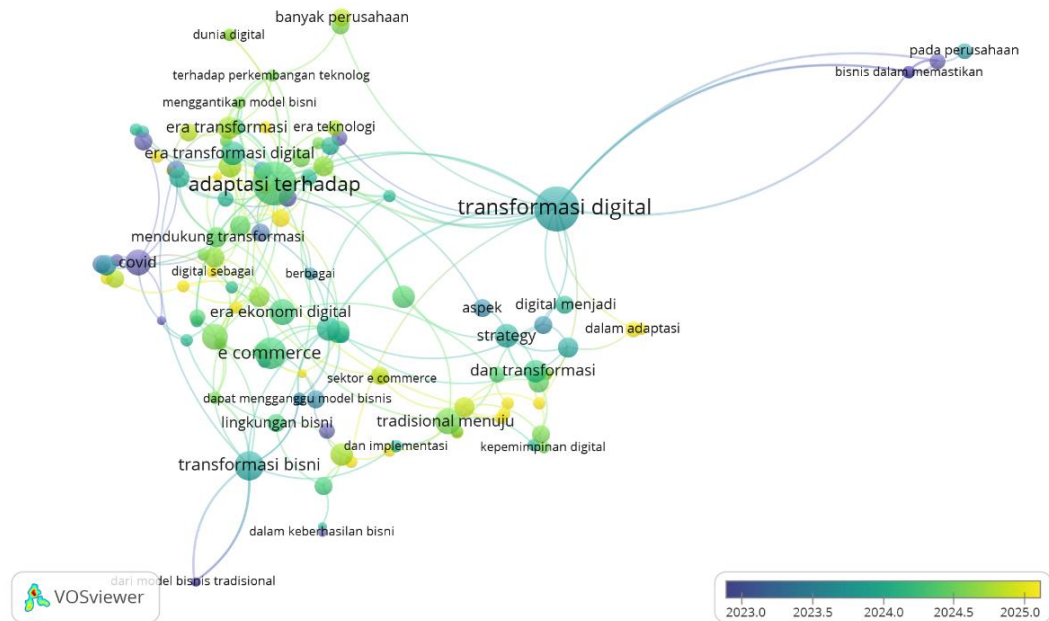 banyak perusahaan
dunia digital
pada perusahaan
bisnis dalam memastikan
terhadap perkembangan teknolog
menggantikan model bisni
era transformasi
era teknologi
era transformasi digital
adaptasi terhadap
transformasi digital
mendukung transformasi
covid
digital sebagai
berbagai
era ekonomi digital
aspek
digital menjadi
dalam adaptasi
strategy
e commerce
sektor e commerce
dan transformasi
dapat mengganggu model bisnis
lingkungan bisni
tradisional menuju
dan implementasi
kepemimpinan digital
transformasi bisni
dalam keberhasilan bisni
dari model bisnis tradisional
VOSviewer
2023.0 2023.5 2024.0 2024.5 2025.0